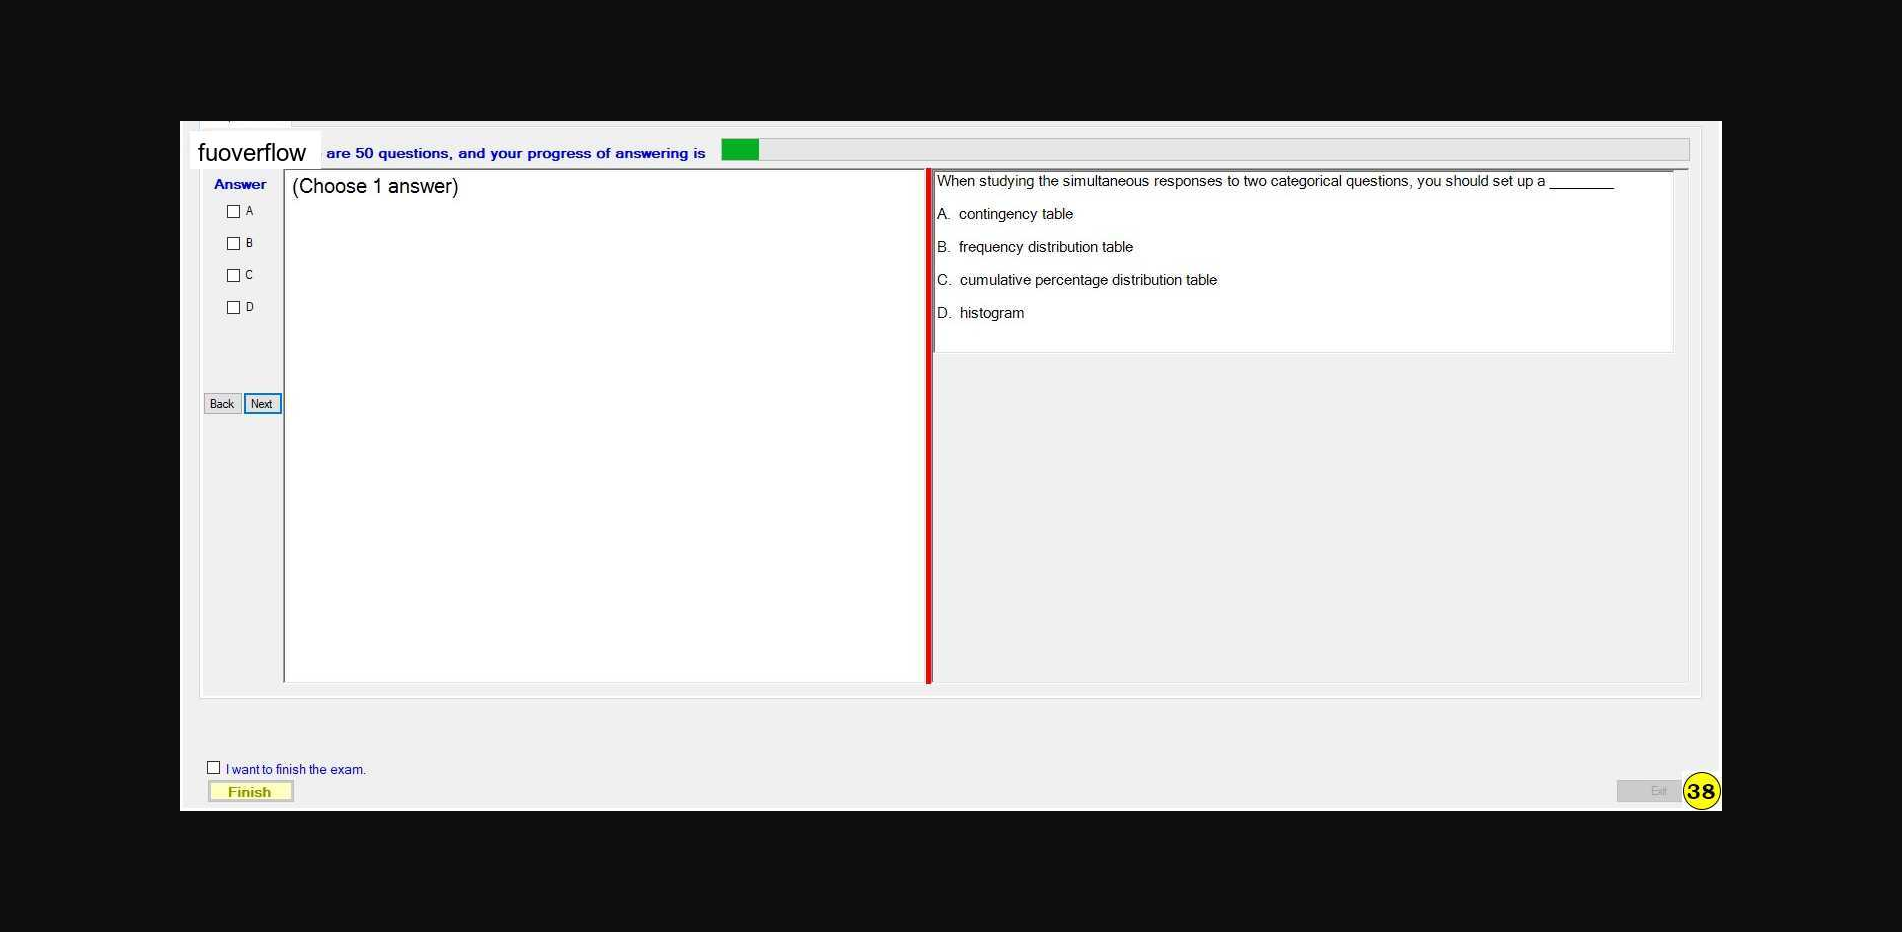 fuoverflow are 50 questions, and your progress of answering is
Answer
A
B
C
D
Back Next
(Choose 1 answer)
When studying the simultaneous responses to two categorical questions, you should set up a ________
A. contingency table
B. frequency distribution table
C. cumulative percentage distribution table
D. histogram
I want to finish the exam.
Finish
Exit
38